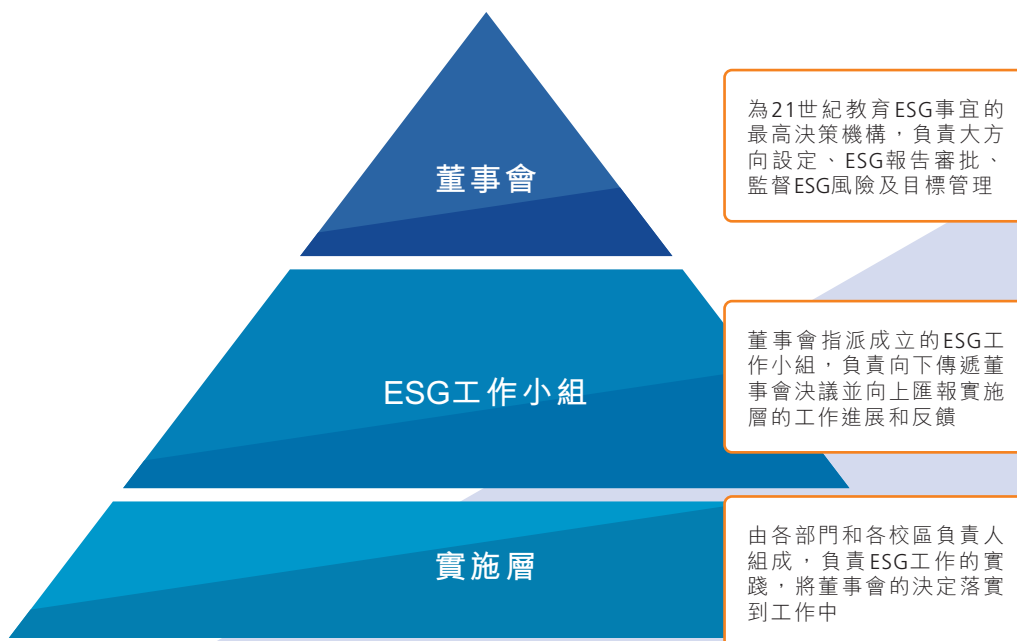 董事會
為21世紀教育ESG事宜的
最高決策機構，負責大方
向設定、ESG報告審批、
監督ESG風險及目標管理
ESG工作小組
董事會指派成立的ESG工
作小組，負責向下傳遞董
事會決議並向上匯報實施
層的工作進展和反饋
實施層
由各部門和各校區負責人
組成，負責ESG工作的實
踐，將董事會的決定落實
到工作中